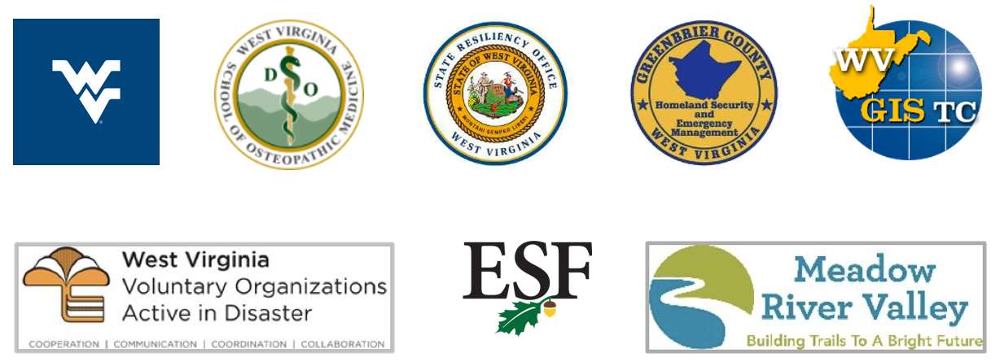 WV
WEST VIRGINIA
SCHOOL OF OSTEOPATHIC MEDICINE
D O
STATE RESILIENCY OFFICE
STATE OF WEST VIRGINIA
MONTANI SEMPER LIBERI
WEST VIRGINIA
GREENBRIER COUNTY
Homeland Security
and
Emergency
Management
WEST VIRGINIA
WV
GIS TC
West Virginia
Voluntary Organizations
Active in Disaster
COOPERATION | COMMUNICATION | COORDINATION | COLLABORATION
ESF
Meadow
River Valley
Building Trails To A Bright Future